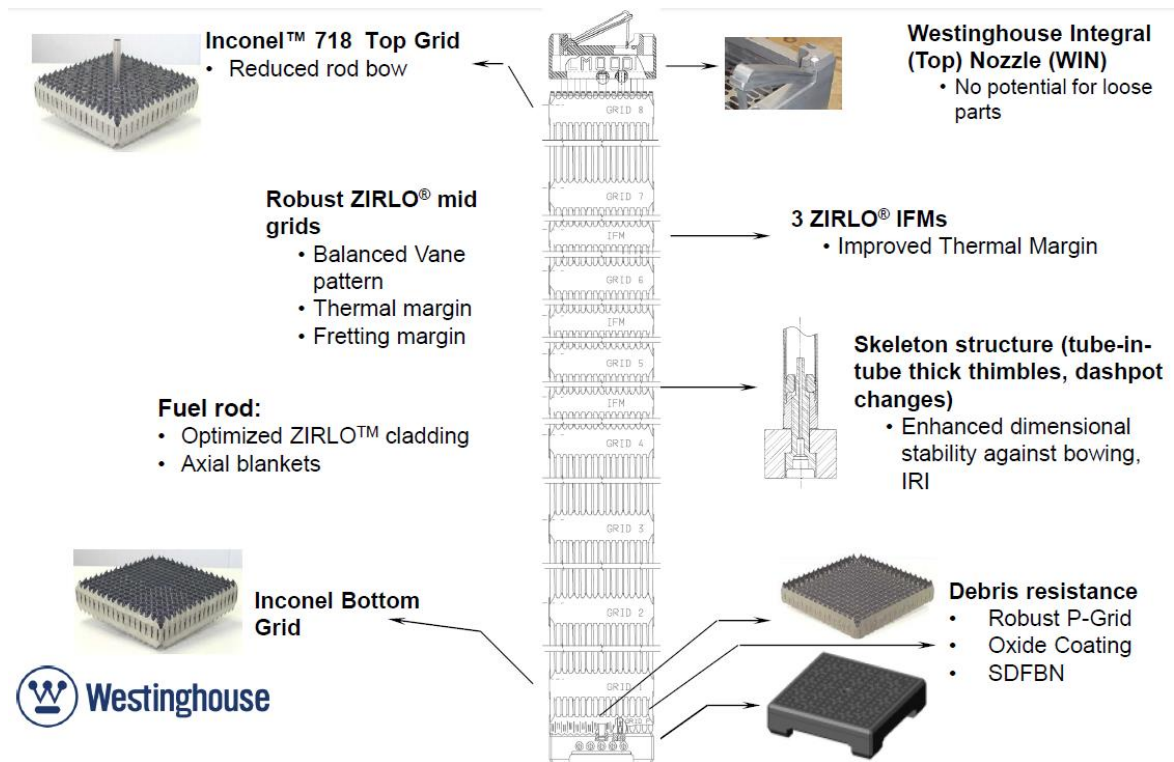 Inconel™ 718 Top Grid
• Reduced rod bow
Westinghouse Integral
(Top) Nozzle (WIN)
• No potential for loose
parts
GRID 8
Robust ZIRLO® mid
grids
• Balanced Vane
pattern
• Thermal margin
• Fretting margin
GRID 7
IFM
3 ZIRLO® IFMs
• Improved Thermal Margin
GRID 6
IFM
GRID 5
IFM
Skeleton structure (tube-in-
tube thick thimbles, dashpot
changes)
• Enhanced dimensional
stability against bowing,
IRI
Fuel rod:
• Optimized ZIRLO™ cladding
• Axial blankets
GRID 4
GRID 3
Inconel Bottom
Grid
GRID 2
GRID 1
Debris resistance
• Robust P-Grid
• Oxide Coating
• SDFBN
Westinghouse